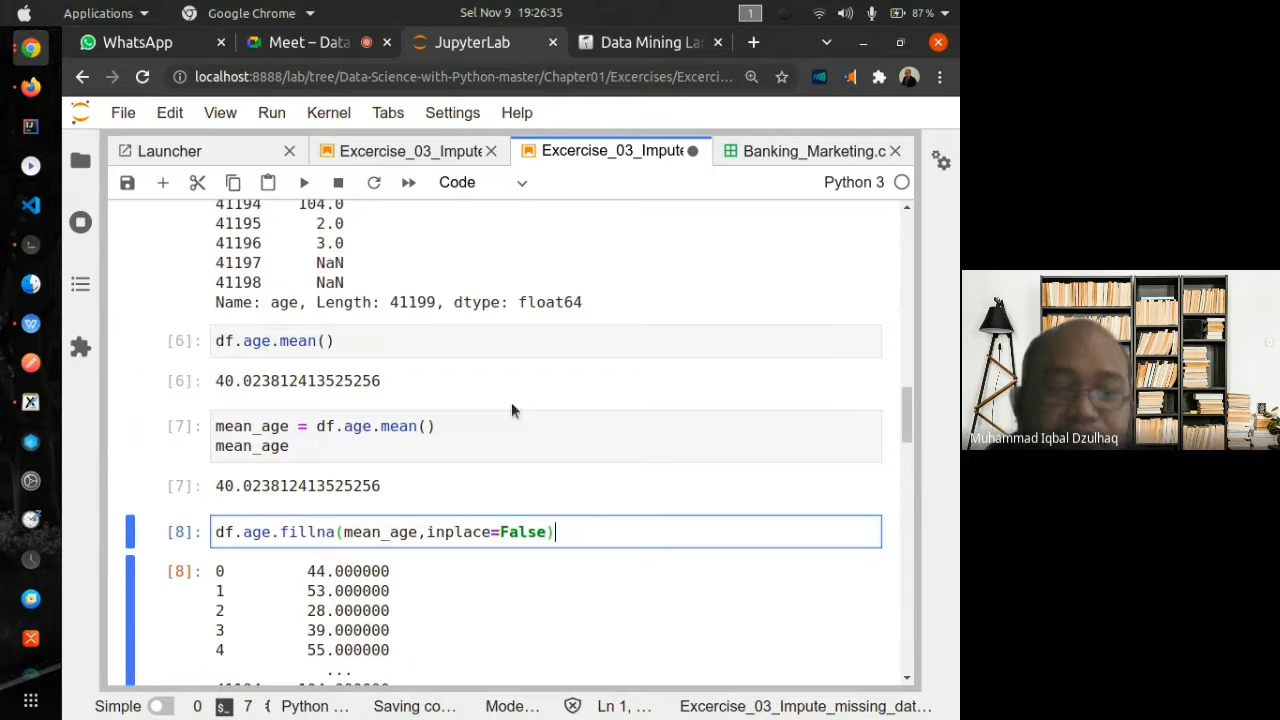 Applications
Google Chrome
Sel Nov 9 19:26:35
1
87%
WhatsApp
Meet – Data
JupyterLab
Data Mining La
localhost:8888/lab/tree/Data-Science-with-Python-master/Chapter01/Excercises/Excerci...
File Edit View Run Kernel Tabs Settings Help
Launcher
Excercise_03_Impute
Excercise_03_Impute
Banking_Marketing.c
Code
Python 3
41194 104.0
41195 2.0
41196 3.0
41197 NaN
41198 NaN
Name: age, Length: 41199, dtype: float64
[6]: df.age.mean()
[6]: 40.023812413525256
[7]: mean_age = df.age.mean()
mean_age
[7]: 40.023812413525256
[8]: df.age.fillna(mean_age,inplace=False)
[8]: 0 44.000000
1 53.000000
2 28.000000
3 39.000000
4 55.000000
...
41194 104.000000
Simple 0 7 Python ... Saving co... Mode... Ln 1, ... Excercise_03_Impute_missing_dat...
Muhammad Iqbal Dzulhaq